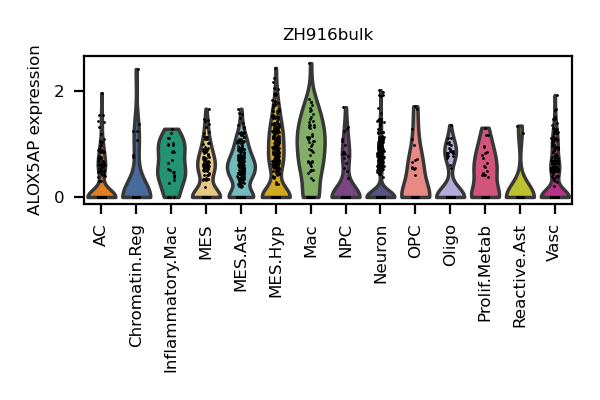 ZH916bulk
ALOX5AP expression
2
0
AC
Chromatin.Reg
Inflammatory.Mac
MES
MES.Ast
MES.Hyp
Mac
NPC
Neuron
OPC
Oligo
Prolif.Metab
Reactive.Ast
Vasc